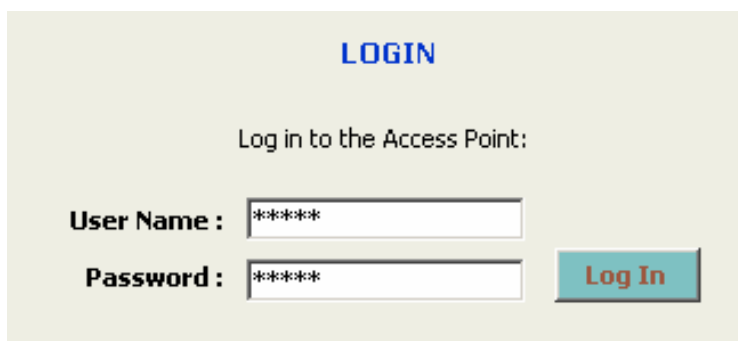 LOGIN
Log in to the Access Point:
User Name : *****
Password : ***** Log In